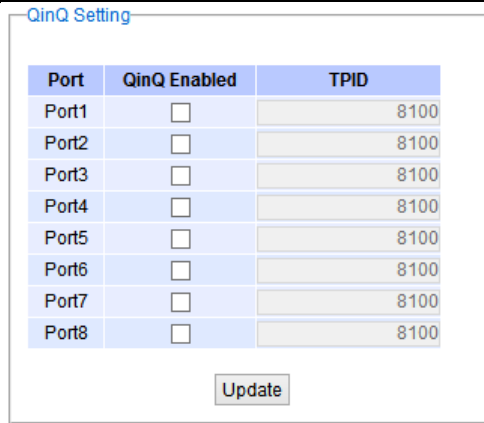 QinQ Setting
Port QinQ Enabled TPID
Port1 8100
Port2 8100
Port3 8100
Port4 8100
Port5 8100
Port6 8100
Port7 8100
Port8 8100
Update